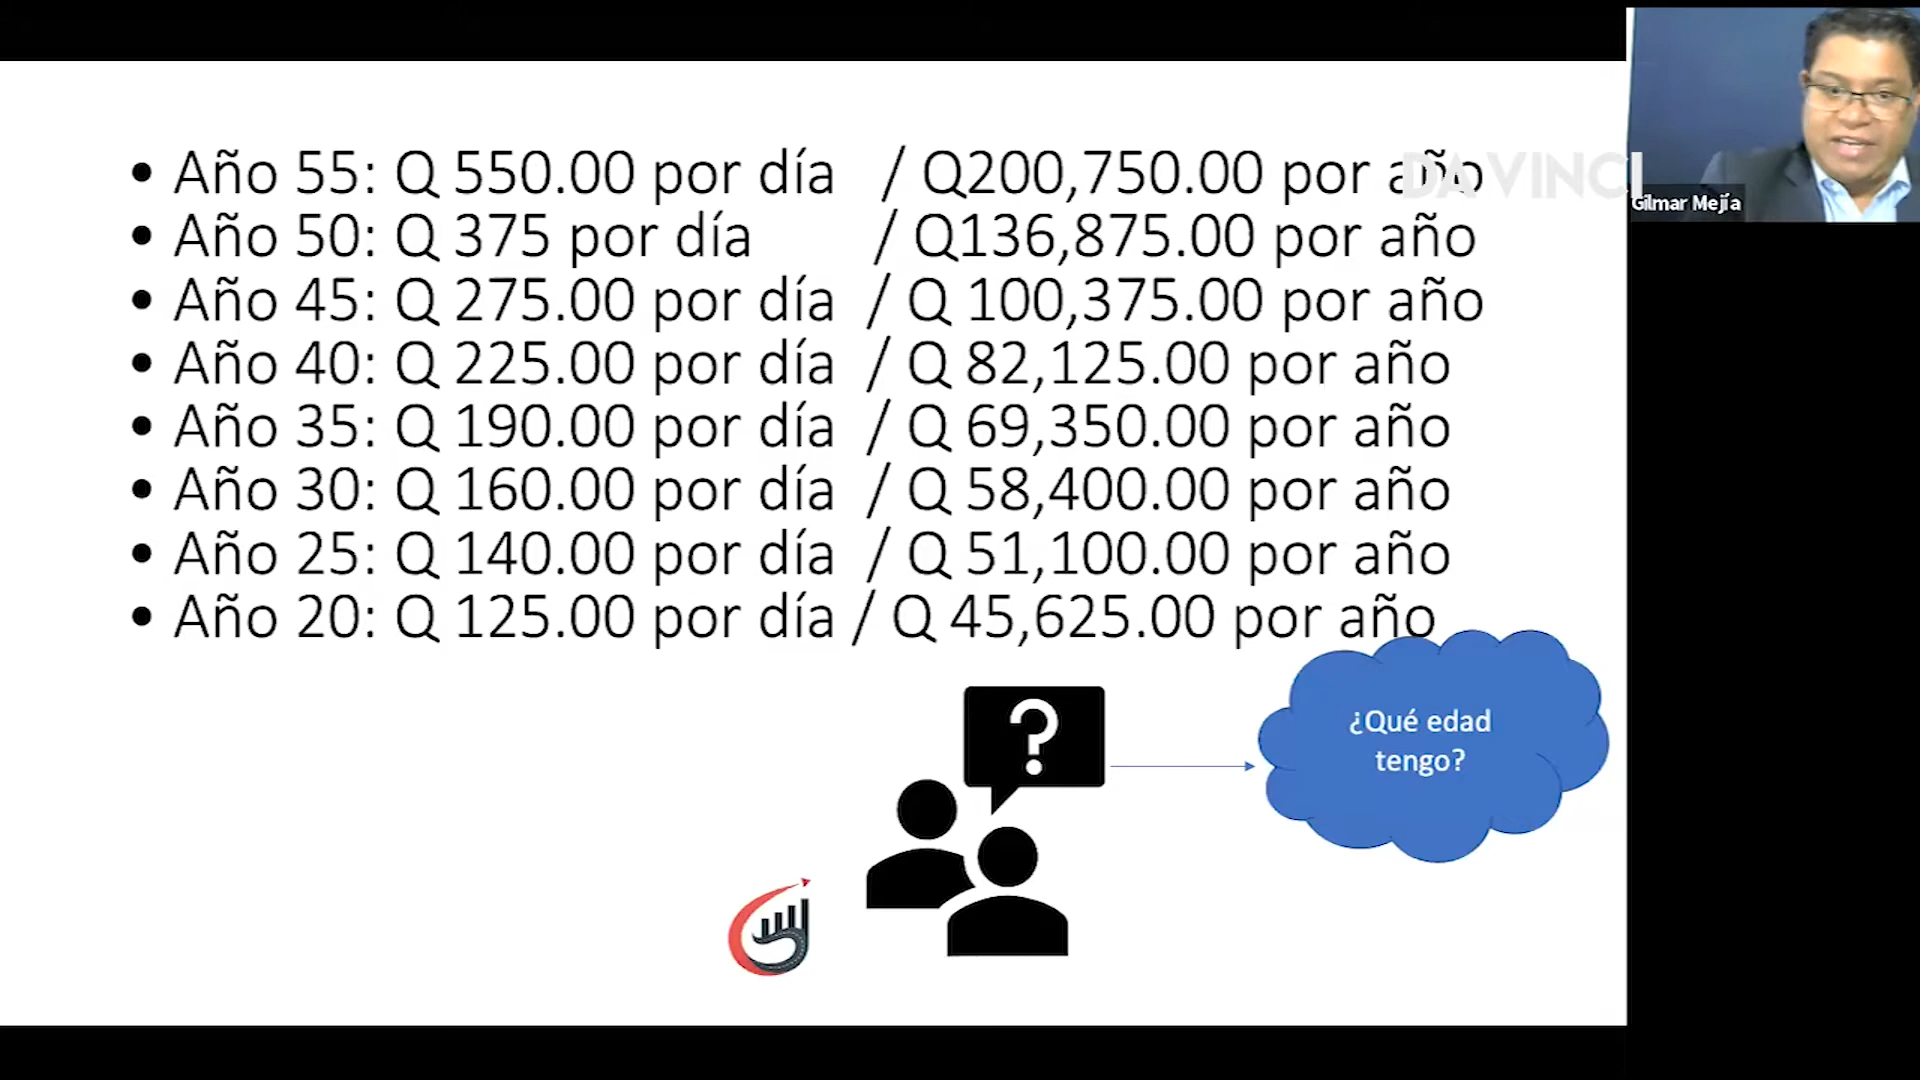 • Año 55: Q 550.00 por día / Q200,750.00 por año
• Año 50: Q 375 por día / Q136,875.00 por año
• Año 45: Q 275.00 por día / Q 100,375.00 por año
• Año 40: Q 225.00 por día / Q 82,125.00 por año
• Año 35: Q 190.00 por día / Q 69,350.00 por año
• Año 30: Q 160.00 por día / Q 58,400.00 por año
• Año 25: Q 140.00 por día / Q 51,100.00 por año
• Año 20: Q 125.00 por día / Q 45,625.00 por año
DA VINCI
Gilmar Mejía
?
¿Qué edad
tengo?